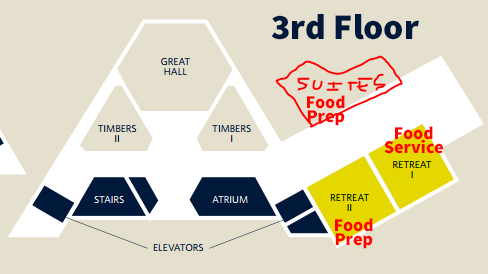 3rd Floor
GREAT
HALL
SUITES
Food
Prep
TIMBERS
II
TIMBERS
I
Food
Service
RETREAT
I
STAIRS
ATRIUM
RETREAT
II
Food
Prep
ELEVATORS